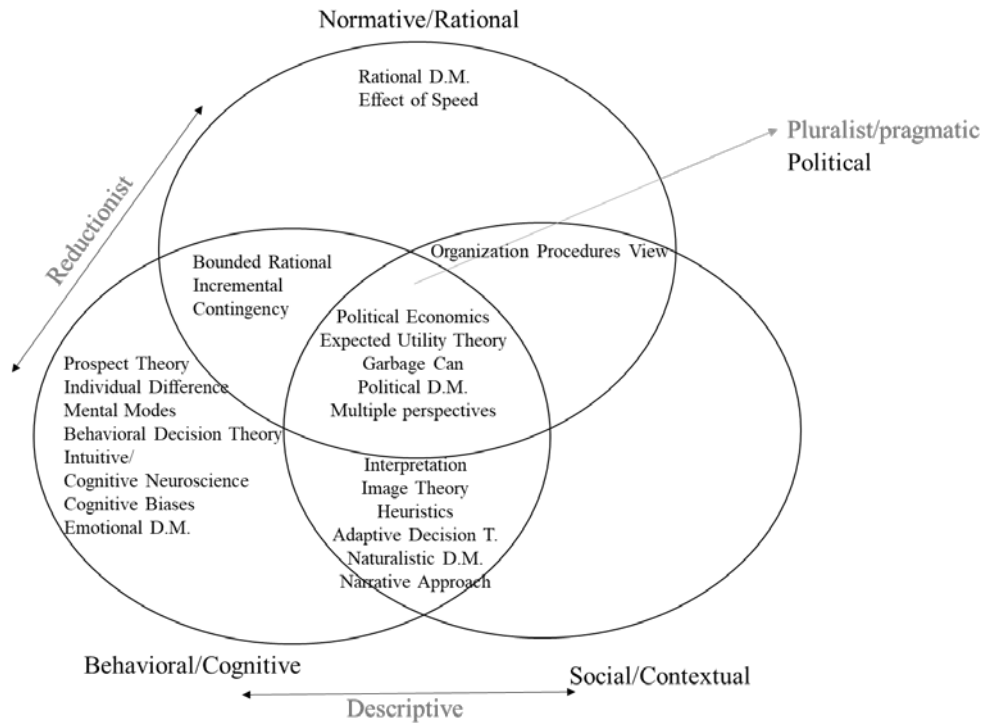 Normative/Rational
Rational D.M.
Effect of Speed
Pluralist/pragmatic
Political
Reductionist
Organization Procedures View
Bounded Rational
Incremental
Contingency
Political Economics
Expected Utility Theory
Garbage Can
Political D.M.
Multiple perspectives
Prospect Theory
Individual Difference
Mental Modes
Behavioral Decision Theory
Intuitive/
Cognitive Neuroscience
Cognitive Biases
Emotional D.M.
Interpretation
Image Theory
Heuristics
Adaptive Decision T.
Naturalistic D.M.
Narrative Approach
Behavioral/Cognitive
Social/Contextual
Descriptive